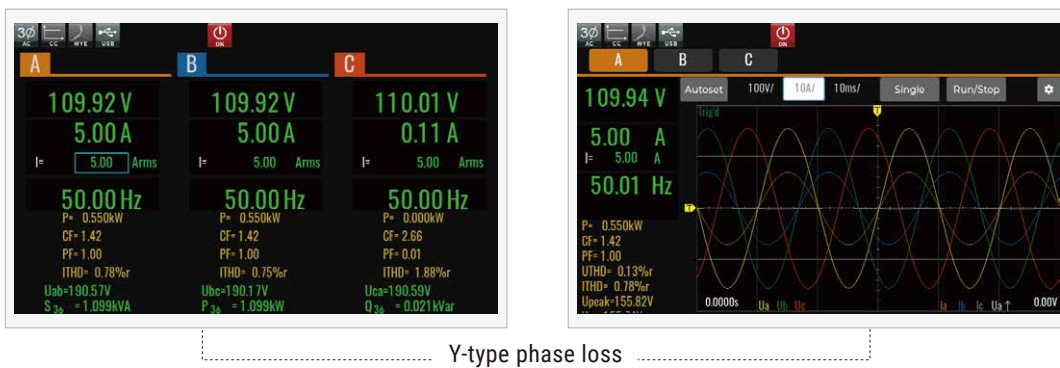 3Ø AC CC WYE USB ON
A B C
109.92 V 109.92 V 110.01 V
5.00 A 5.00 A 0.11 A
I= 5.00 Arms I= 5.00 Arms I= 5.00 Arms
50.00 Hz 50.00 Hz 50.00 Hz
P= 0.550kW P= 0.550kW P= 0.000kW
CF= 1.42 CF= 1.42 CF= 2.66
PF= 1.00 PF= 1.00 PF= 0.01
ITHD= 0.78%r ITHD= 0.75%r ITHD= 1.88%r
Uab=190.57V Ubc=190.17V Uca=190.59V
S3ϕ = 1.099kVA P3ϕ = 1.099kW Q3ϕ = 0.021kVar
3Ø AC CC WYE USB ON
A B C
109.94 V Autoset 100V/ 10A/ 10ms/ Single Run/Stop
Trig'd T
5.00 A
I= 5.00 A
50.01 Hz
T
P= 0.550kW
CF= 1.42
PF= 1.00
UTHD= 0.13%r
ITHD= 0.78%r
Upeak=155.82V 0.0000s Ua Ub Uc Ia Ib Ic Ua↑ 0.00V
Y-type phase loss